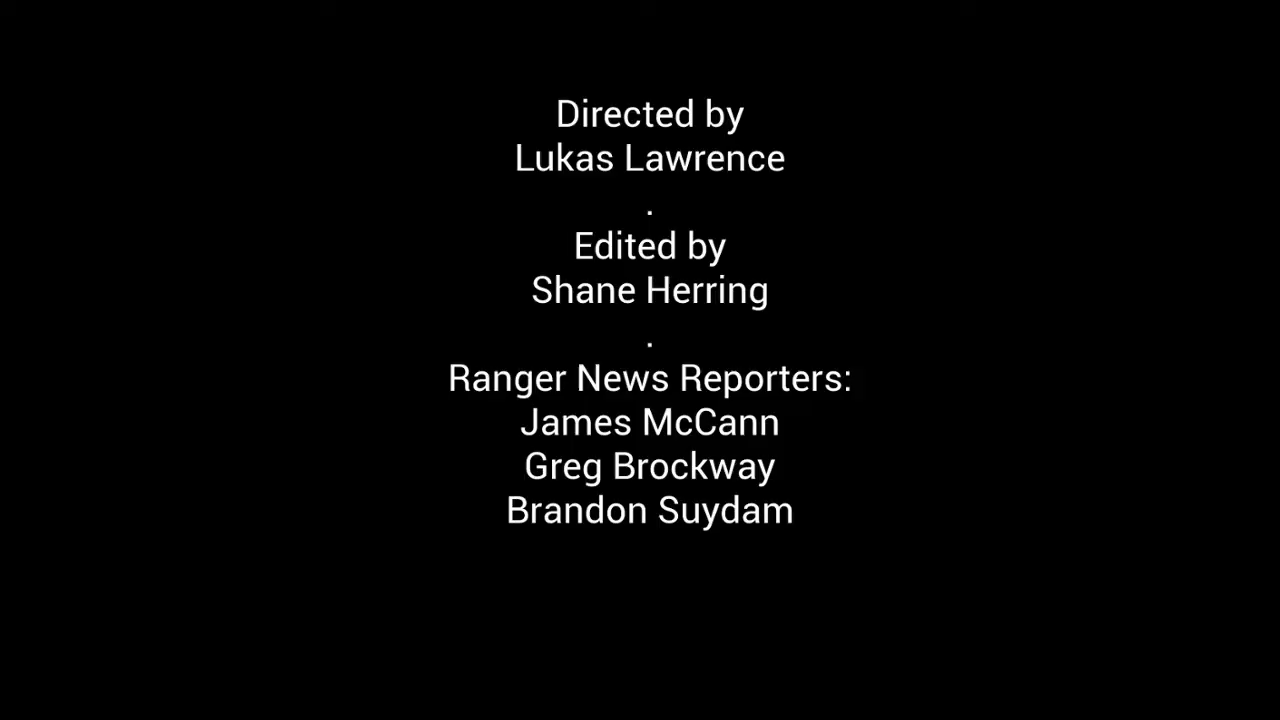 Directed by
Lukas Lawrence
.
Edited by
Shane Herring
.
Ranger News Reporters:
James McCann
Greg Brockway
Brandon Suydam